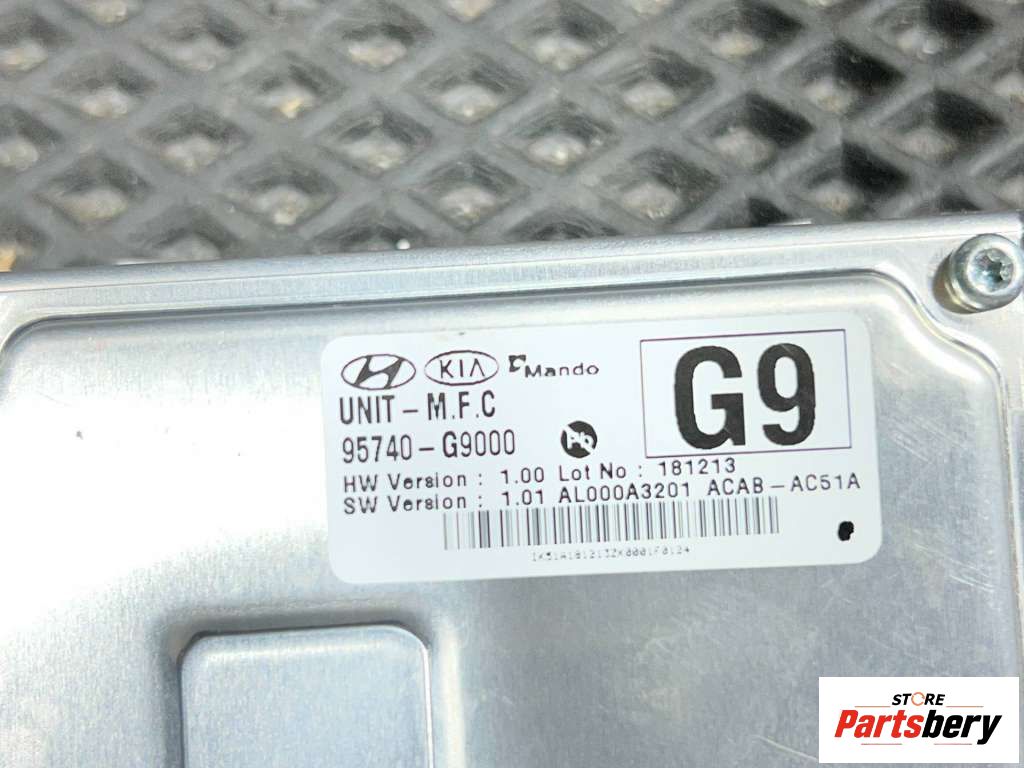 KIA Mando
G9
UNIT - M.F.C
95740 - G9000
Pb
HW Version : 1.00 Lot No : 181213
SW Version : 1.01 AL000A3201 ACAB - AC51A
STORE
Partsbery